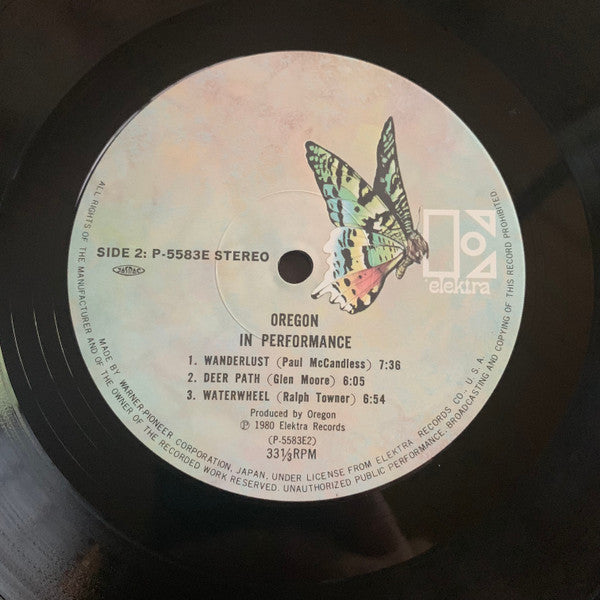 SIDE 2: P-5583E STEREO
JASRAC
elektra
OREGON
IN PERFORMANCE
1. WANDERLUST (Paul McCandless) 7:36
2. DEER PATH (Glen Moore) 6:05
3. WATERWHEEL (Ralph Towner) 6:54
Produced by Oregon
℗ 1980 Elektra Records
(P-5583E2)
33⅓RPM
MADE BY WARNER-PIONEER CORPORATION, JAPAN, UNDER LICENSE FROM ELEKTRA RECORDS CO., U.S.A.
ALL RIGHTS OF THE MANUFACTURER AND OF THE OWNER OF THE RECORDED WORK RESERVED. UNAUTHORIZED PUBLIC PERFORMANCE, BROADCASTING AND COPYING OF THIS RECORD PROHIBITED.